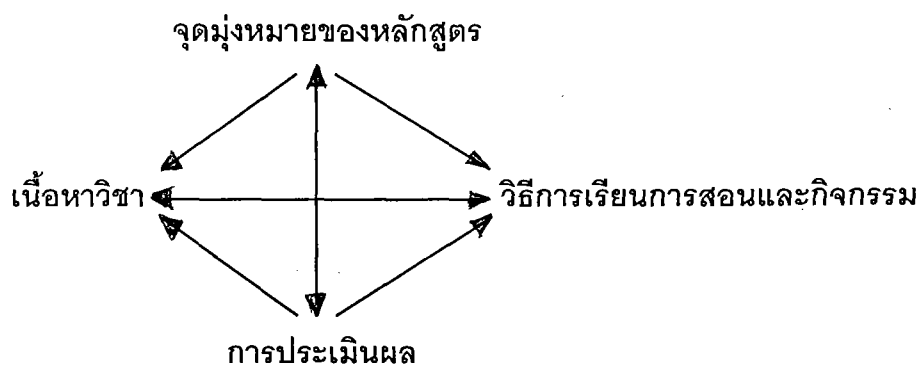 จุดมุ่งหมายของหลักสูตร
เนื้อหาวิชา
วิธีการเรียนการสอนและกิจกรรม
การประเมินผล